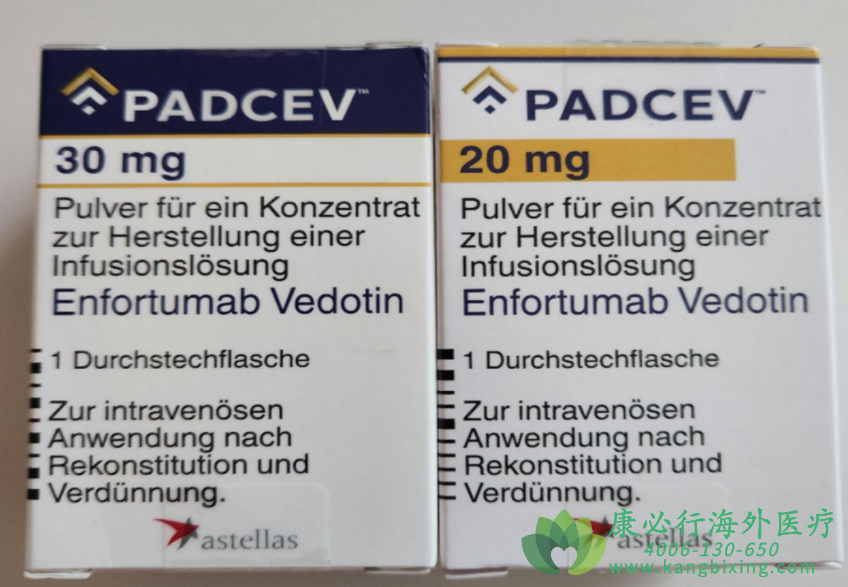 PADCEV™
30 mg
Pulver für ein Konzentrat
zur Herstellung einer
Infusionslösung
Enfortumab Vedotin
1 Durchstechflasche
Zur intravenösen
Anwendung nach
Rekonstitution und
Verdünnung.
astellas
PADCEV™
20 mg
Pulver für ein Konzentrat
zur Herstellung einer
Infusionslösung
Enfortumab Vedotin
1 Durchstechflasche
Zur intravenösen
Anwendung nach
Rekonstitution und
Verdünnung.
astellas
康必行海外医疗
4006-130-650
www.kangbixing.com